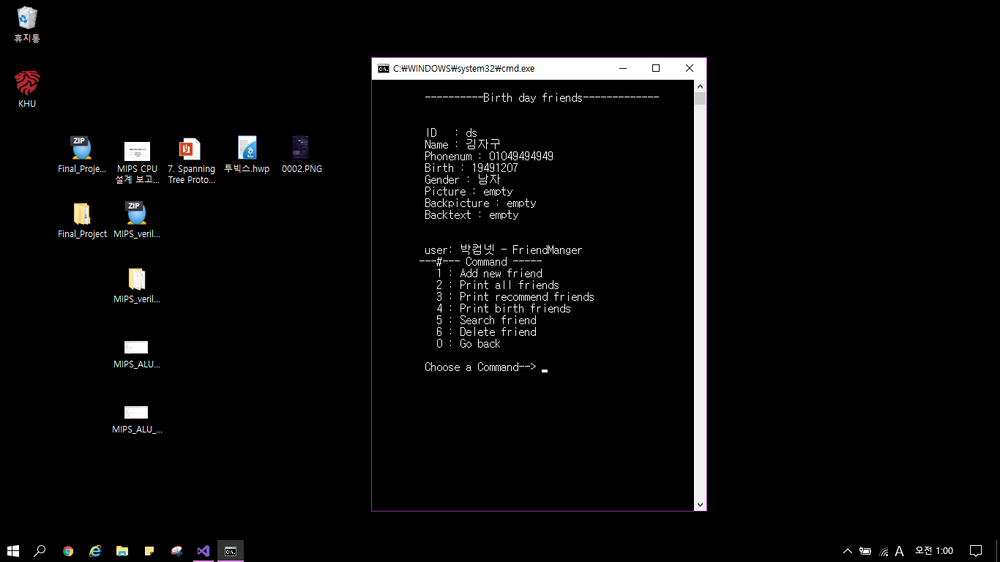 휴지통
KHU
Final_Proje...
MIPS CPU
설계 보고...
7. Spanning
Tree Proto...
투빅스.hwp
0002.PNG
Final_Project
MIPS_veril...
MIPS_veril...
MIPS_ALU...
MIPS_ALU_...
C:₩WINDOWS₩system32₩cmd.exe
----------Birth day friends-------------
ID : ds
Name : 김자구
Phonenum : 01049494949
Birth : 19491207
Gender : 남자
Picture : empty
Backpicture : empty
Backtext : empty
user: 박컴넷 - FriendManger
---#--- Command -----
1 : Add new friend
2 : Print all friends
3 : Print recommend friends
4 : Print birth friends
5 : Search friend
6 : Delete friend
0 : Go back
Choose a Command-->
A 오전 1:00